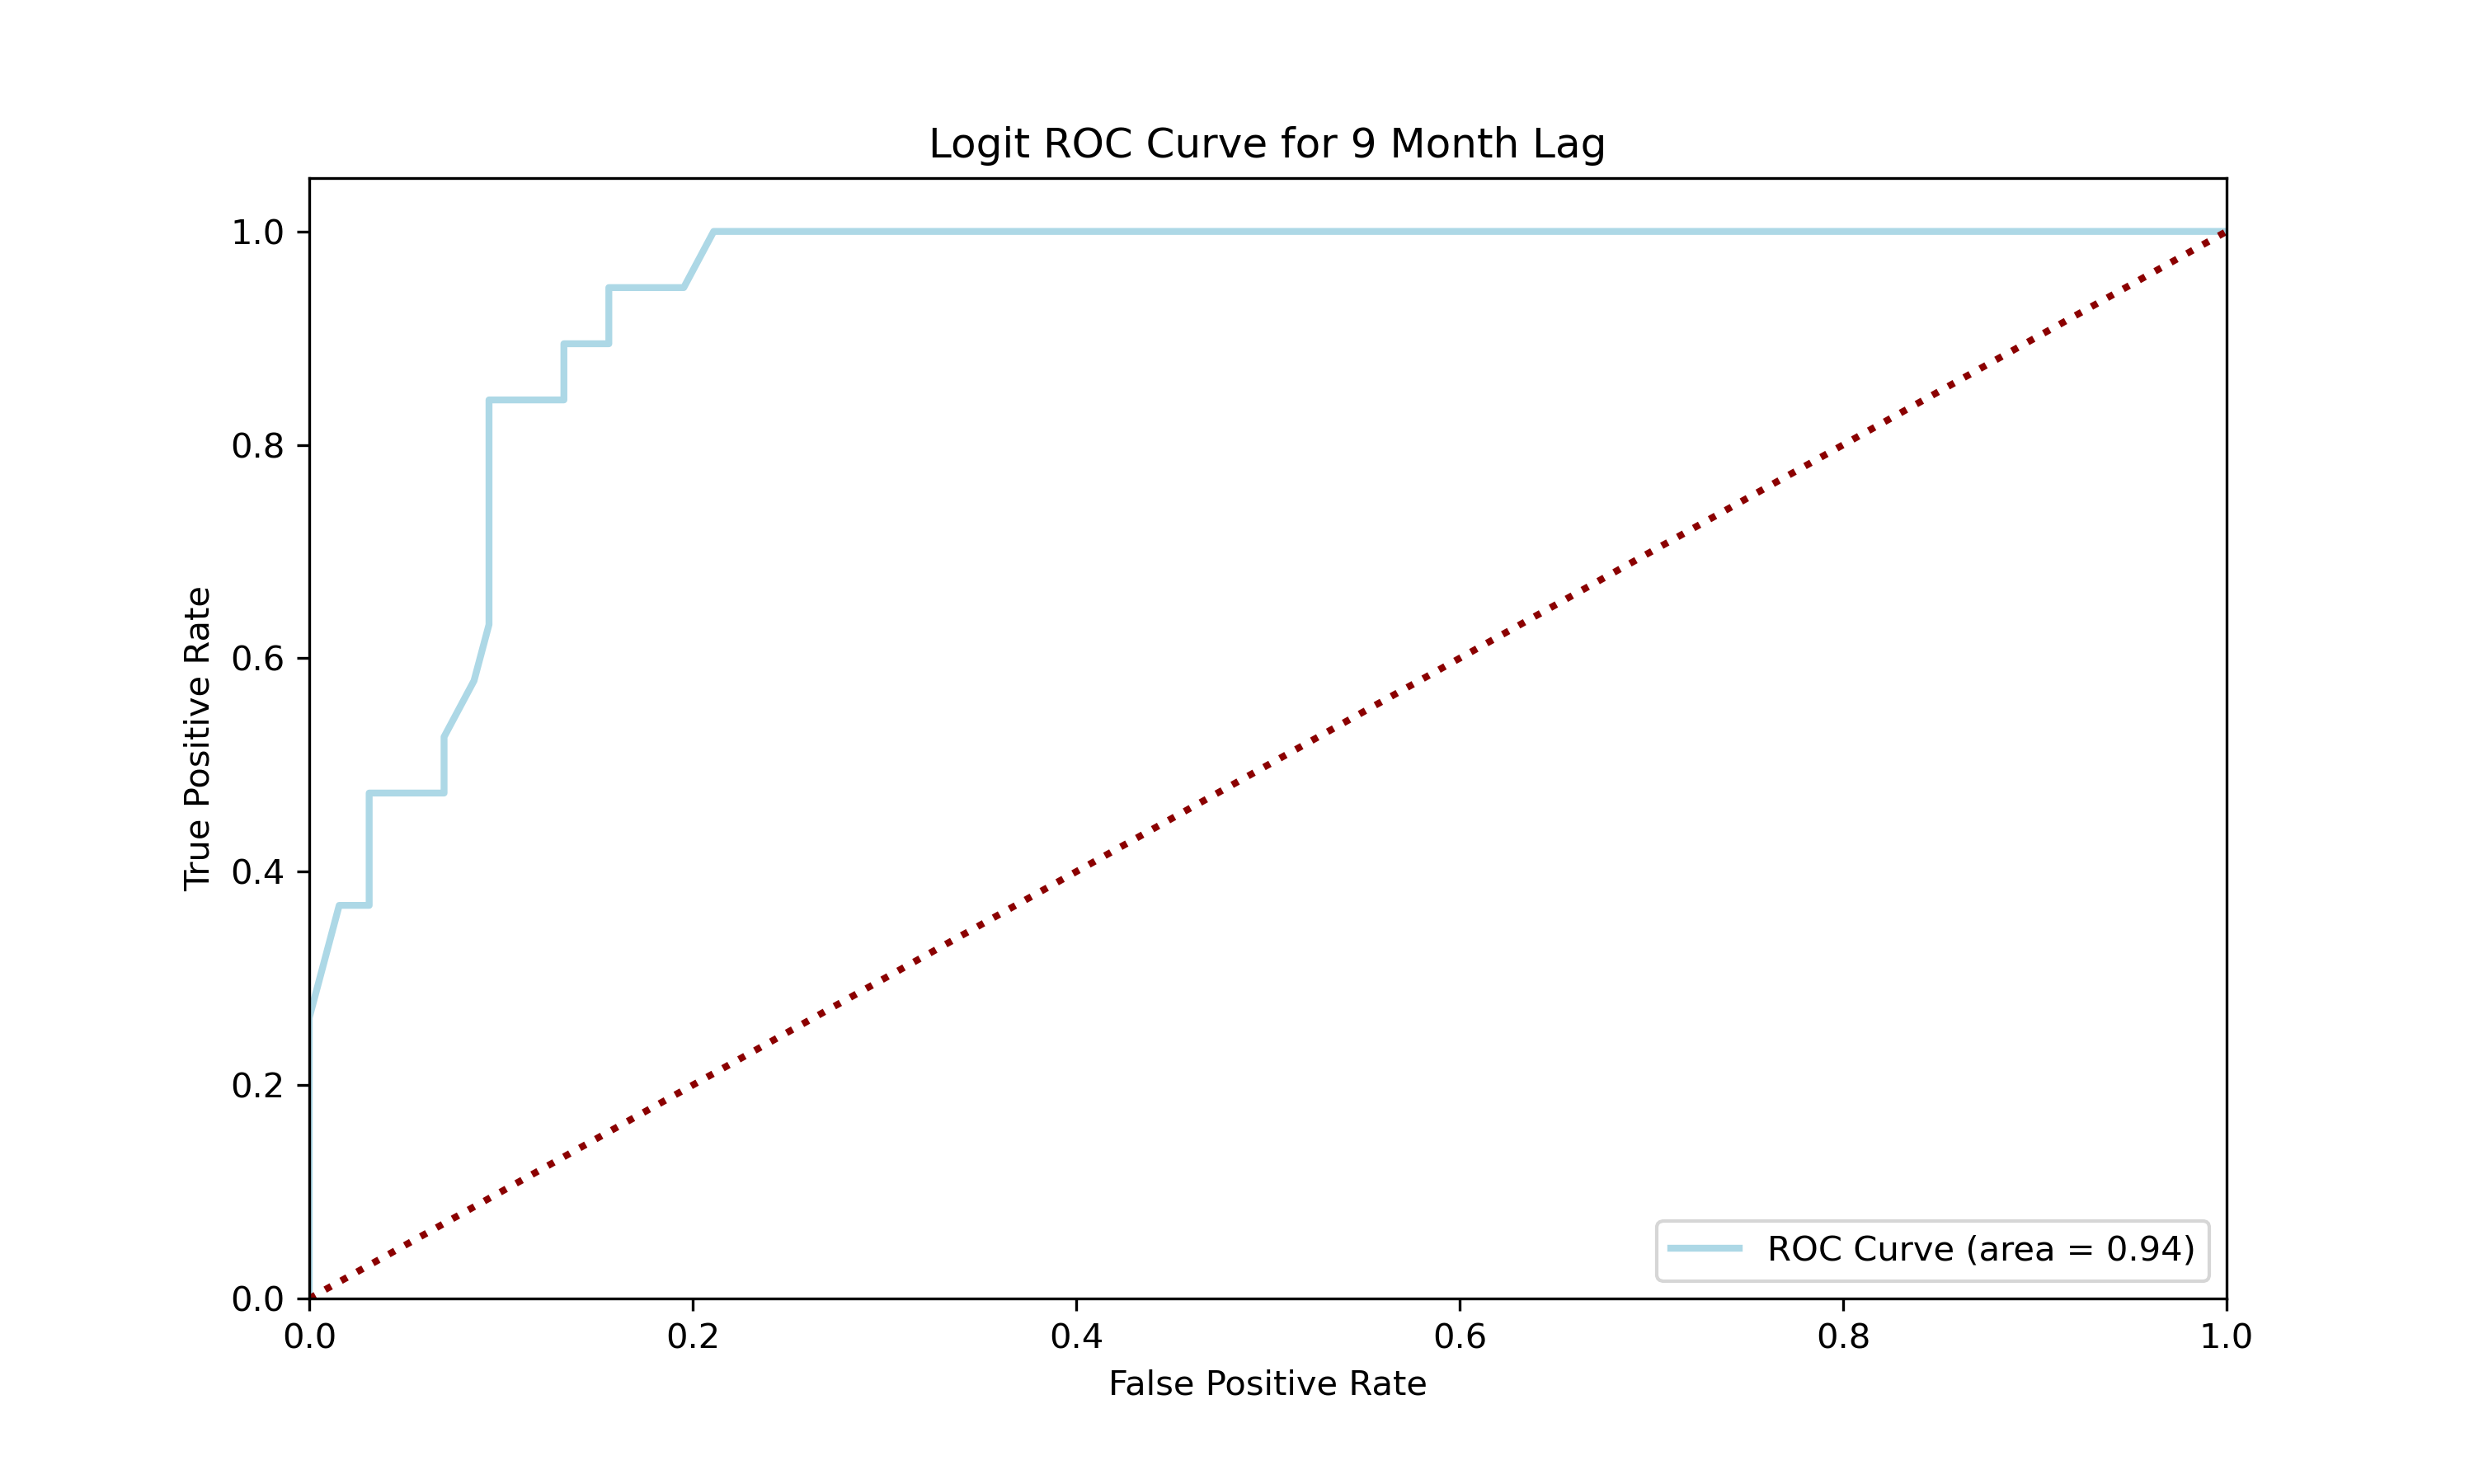 Logit ROC Curve for 9 Month Lag
True Positive Rate
1.0
0.8
0.6
0.4
0.2
0.0
ROC Curve (area = 0.94)
0.0 0.2 0.4 0.6 0.8 1.0
False Positive Rate